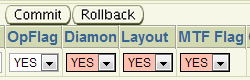 Commit Rollback
OpFlag Diamon Layout MTF Flag
YES YES YES YES